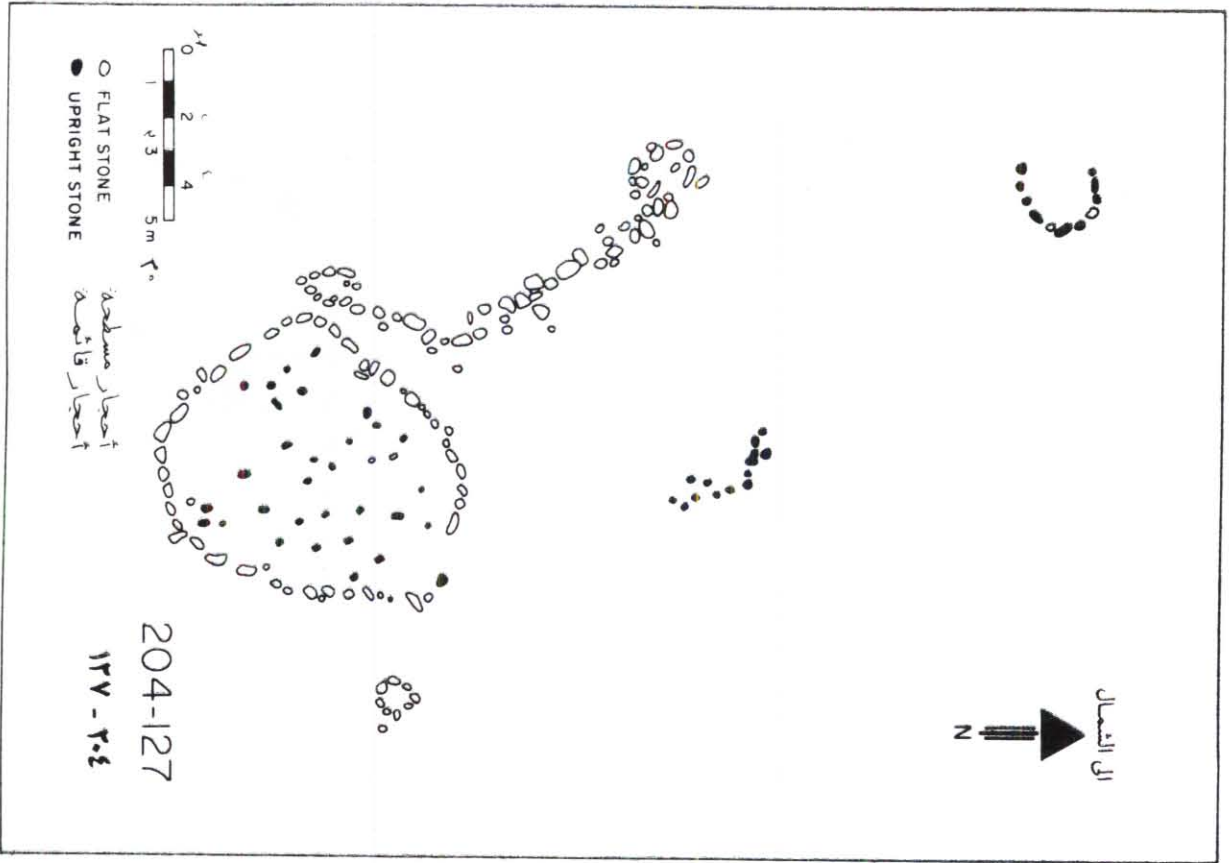 0 1 2 3 4 5m
FLAT STONE أحجار مسطحة
UPRIGHT STONE أحجار قائمة
204-127
٢٠٤ - ١٢٧
الى الشمال
N